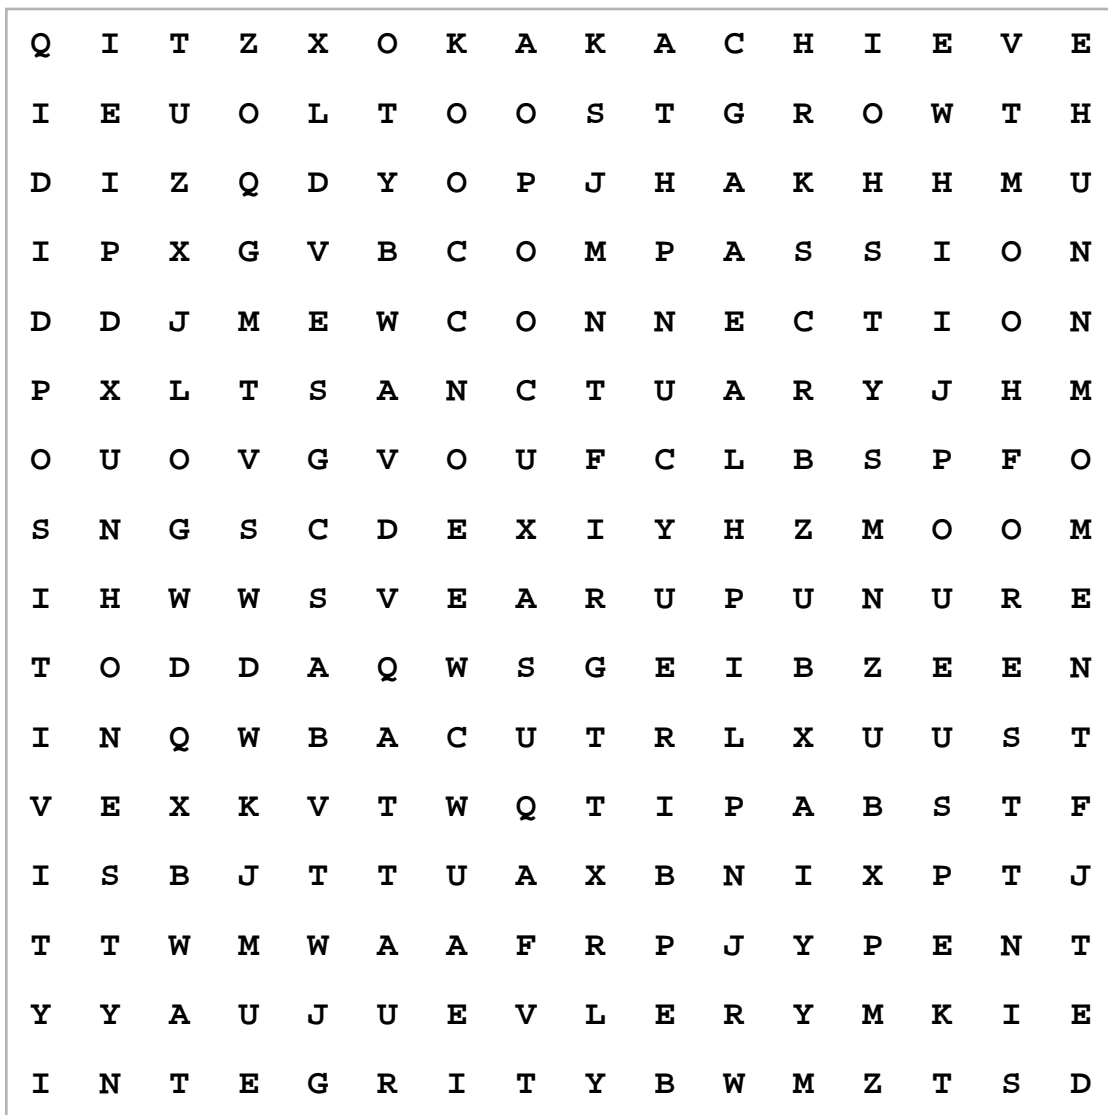 Q I T Z X O K A K A C H I E V E
I E U O L T O O S T G R O W T H
D I Z Q D Y O P J H A K H H M U
I P X G V B C O M P A S S I O N
D D J M E W C O N N E C T I O N
P X L T S A N C T U A R Y J H M
O U O V G V O U F C L B S P F O
S N G S C D E X I Y H Z M O O M
I H W W S V E A R U P U N U R E
T O D D A Q W S G E I B Z E E N
I N Q W B A C U T R L X U U S T
V E X K V T W Q T I P A B S T F
I S B J T T U A X B N I X P T J
T T W M W A A F R P J Y P E N T
Y Y A U J U E V L E R Y M K I E
I N T E G R I T Y B W M Z T S D